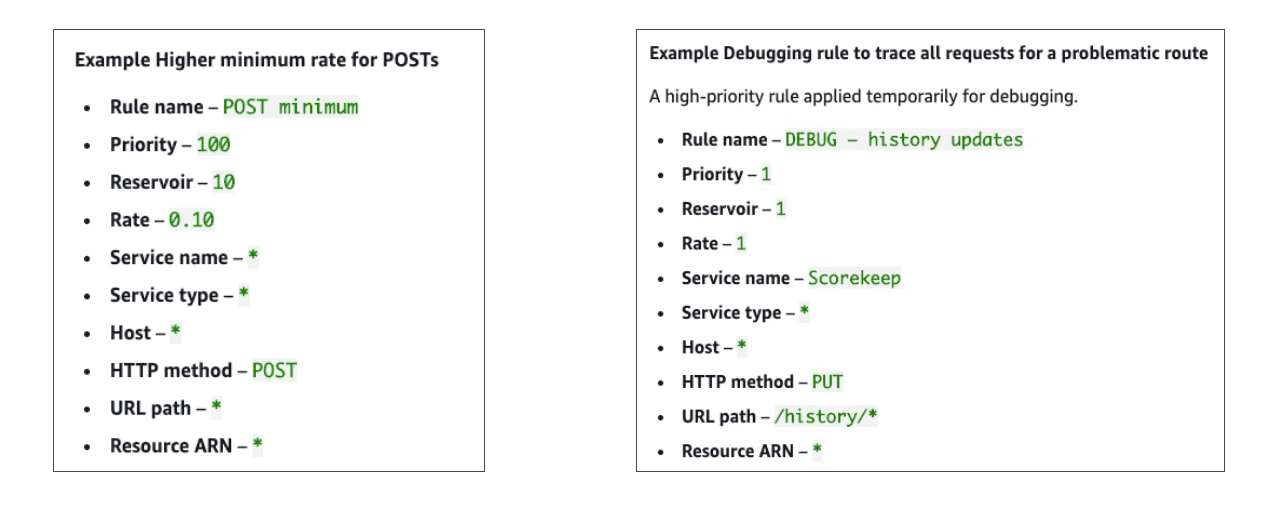 Example Higher minimum rate for POSTs
• Rule name – POST minimum
• Priority – 100
• Reservoir – 10
• Rate – 0.10
• Service name – *
• Service type – *
• Host – *
• HTTP method – POST
• URL path – *
• Resource ARN – *
Example Debugging rule to trace all requests for a problematic route
A high-priority rule applied temporarily for debugging.
• Rule name – DEBUG – history updates
• Priority – 1
• Reservoir – 1
• Rate – 1
• Service name – Scorekeep
• Service type – *
• Host – *
• HTTP method – PUT
• URL path – /history/*
• Resource ARN – *